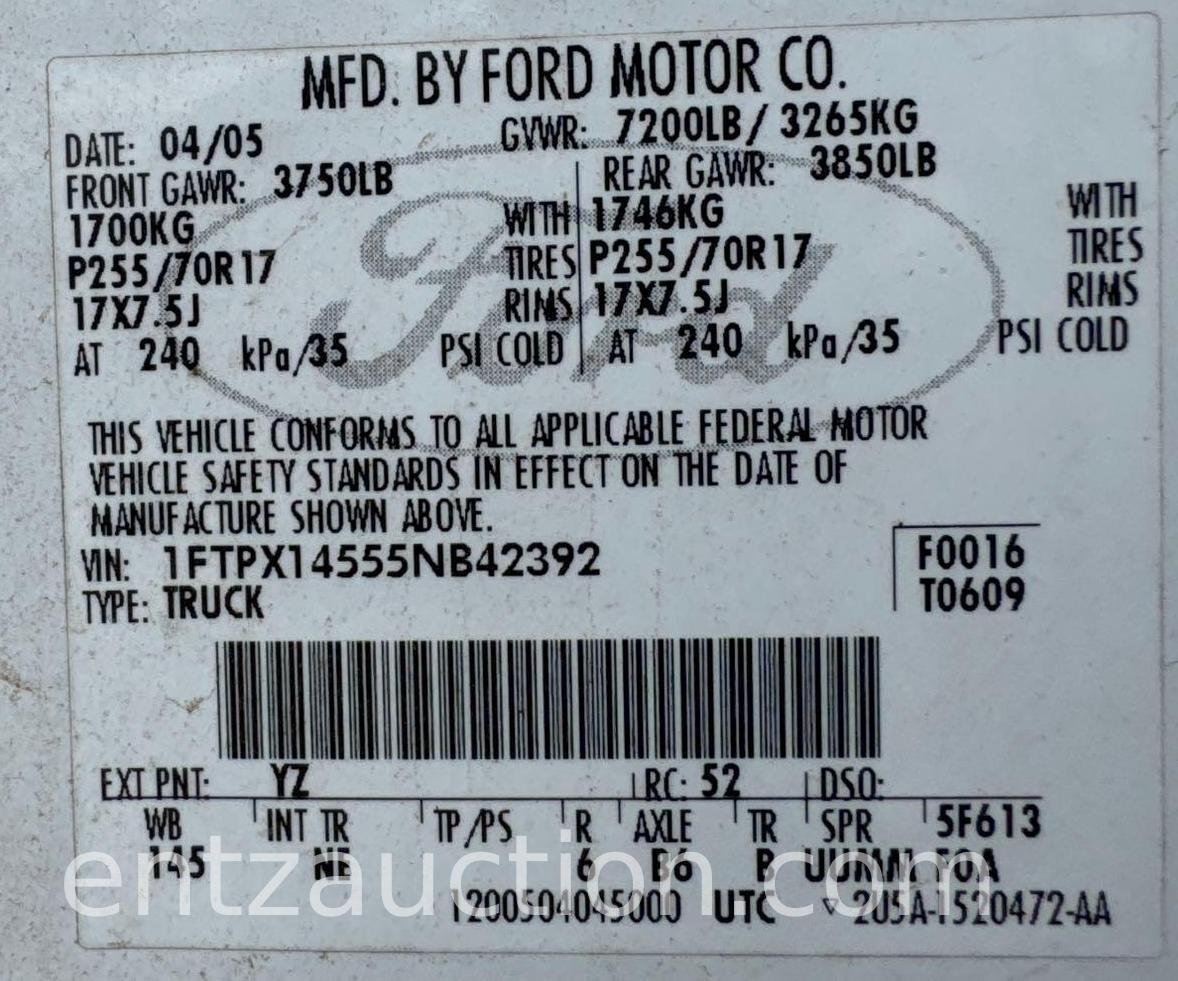 MFD. BY FORD MOTOR CO.
DATE: 04/05 GVWR: 7200LB/ 3265KG
FRONT GAWR: 3750LB REAR GAWR: 3850LB
1700KG WITH 1746KG WITH
P255/70R17 TIRES P255/70R17 TIRES
17X7.5J RIMS 17X7.5J RIMS
AT 240 kPa/35 PSI COLD AT 240 kPa/35 PSI COLD
Ford
THIS VEHICLE CONFORMS TO ALL APPLICABLE FEDERAL MOTOR
VEHICLE SAFETY STANDARDS IN EFFECT ON THE DATE OF
MANUFACTURE SHOWN ABOVE.
VIN: 1FTPX14555NB42392 F0016
TYPE: TRUCK T0609
EXT PNT: YZ RC: 52 DSO:
WB INT TR TP/PS R AXLE TR SPR 5F613
145 NE 6 B6 B UUMM1 FOA
entzauction.com
1200504045000 UTC ▽ 2U5A-1520472-AA